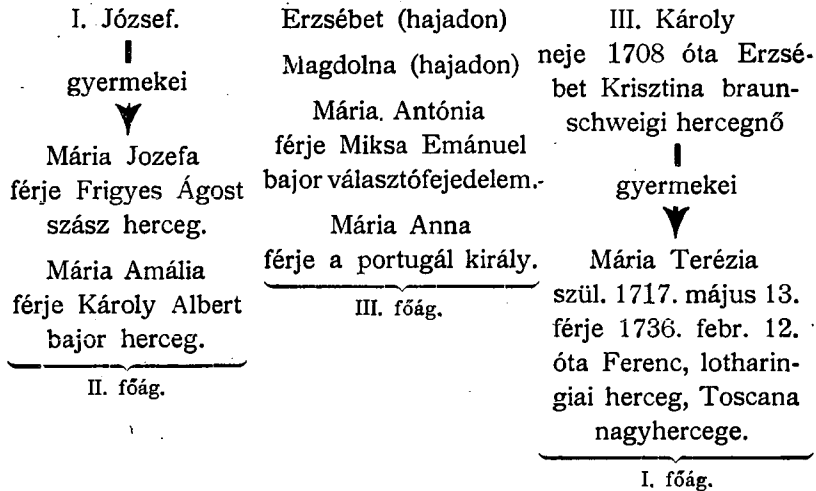 I. József.
gyermekei
Mária Jozefa
férje Frigyes Ágost
szász herceg.
Mária Amália
férje Károly Albert
bajor herceg.
II. főág.
Erzsébet (hajadon)
Magdolna (hajadon)
Mária Antónia
férje Miksa Emánuel
bajor választófejedelem.
Mária Anna
férje a portugál király.
III. főág.
III. Károly
neje 1708 óta Erzsé-
bet Krisztina braun-
schweigi hercegnő
gyermekei
Mária Terézia
szül. 1717. május 13.
férje 1736. febr. 12.
óta Ferenc, lotharin-
giai herceg, Toscana
nagyhercege.
I. főág.